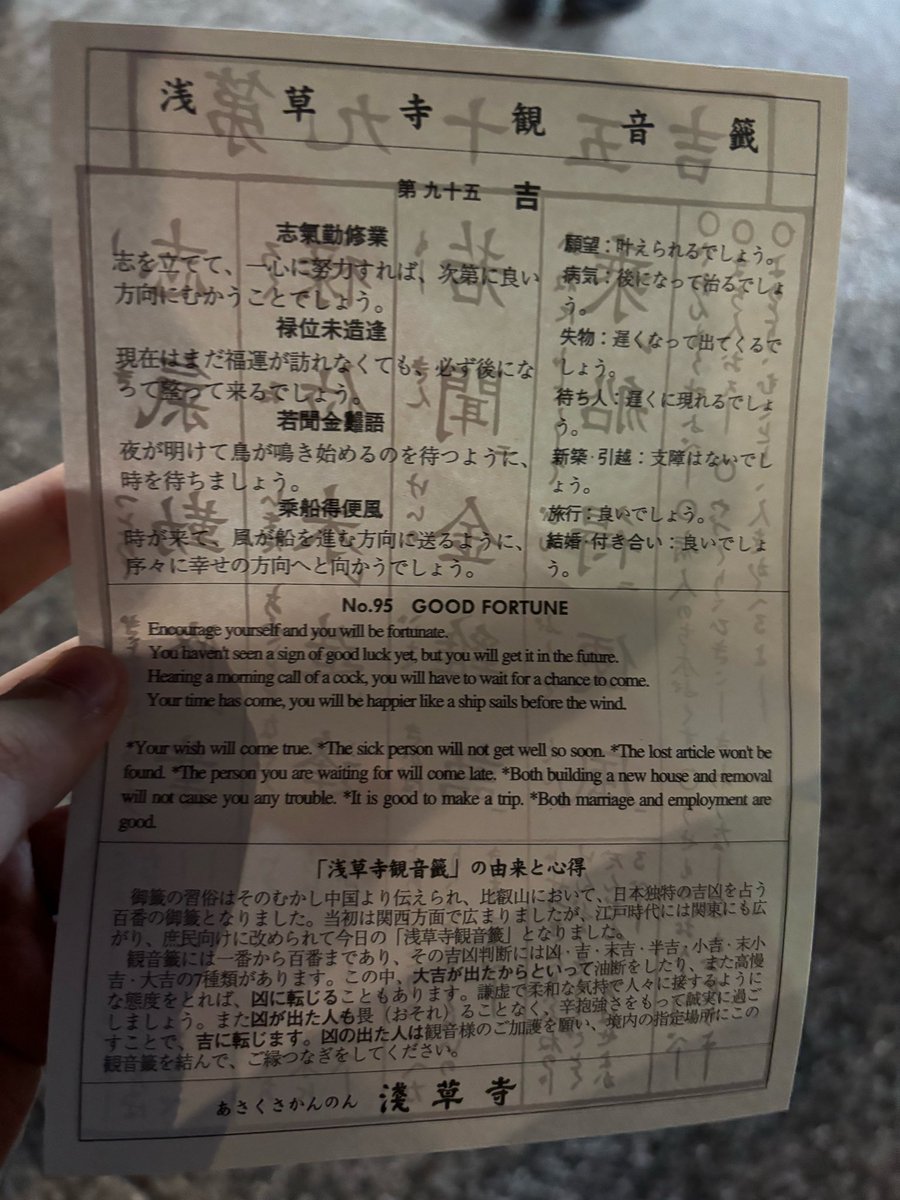 浅草寺観音籤
第九十五 吉
志氣勤修業
志を立てて、一心に努力すれば、次第に良い
方向にむかうことでしょう。
禄位未造逢
現在はまだ福運が訪れなくても、必ず後にな
って整って来るでしょう。
若聞金雞語
夜が明けて鳥が鳴き始めるのを待つように、
時を待ちましょう。
乗船得便風
時が来て、風が船を進む方向に送るように、
序々に幸せの方向へと向かうでしょう。
願望：叶えられるでしょう。
病気：後になって治るでしょ
う。
失物：遅くなって出てくるで
しょう。
待ち人：遅くに現れるでしょ
う。
新築·引越：支障はないでし
ょう。
旅行：良いでしょう。
結婚·付き合い：良いでしょ
う。
No.95 GOOD FORTUNE
Encourage yourself and you will be fortunate.
You haven't seen a sign of good luck yet, but you will get it in the future.
Hearing a morning call of a cock, you will have to wait for a chance to come.
Your time has come, you will be happier like a ship sails before the wind.
*Your wish will come true. *The sick person will not get well so soon. *The lost article won't be
found. *The person you are waiting for will come late. *Both building a new house and removal
will not cause you any trouble. *It is good to make a trip. *Both marriage and employment are
good.
「浅草寺観音籤」の由来と心得
御籤の習俗はそのむかし中国より伝えられ、比叡山において、日本独特の吉凶を占う
百番の御籤となりました。当初は関西方面で広まりましたが、江戸時代には関東にも広
がり、庶民向けに改められて今日の「浅草寺観音籤」となりました。
観音籤には一番から百番まであり、その吉凶判断には凶·吉·末吉·半吉·小吉·末小
吉·大吉の7種類があります。この中、大吉が出たからといって油断をしたり、また高慢
な態度をとれば、凶に転じることもあります。謙虚で柔和な気持で人々に接するように
しましょう。また凶が出た人も畏（おそれ）ることなく、辛抱強さをもって誠実に過ご
すことで、吉に転じます。凶の出た人は観音様のご加護を願い、境内の指定場所にこの
観音籤を結んで、ご縁つなぎをしてください。
あさくさかんのん 淺草寺